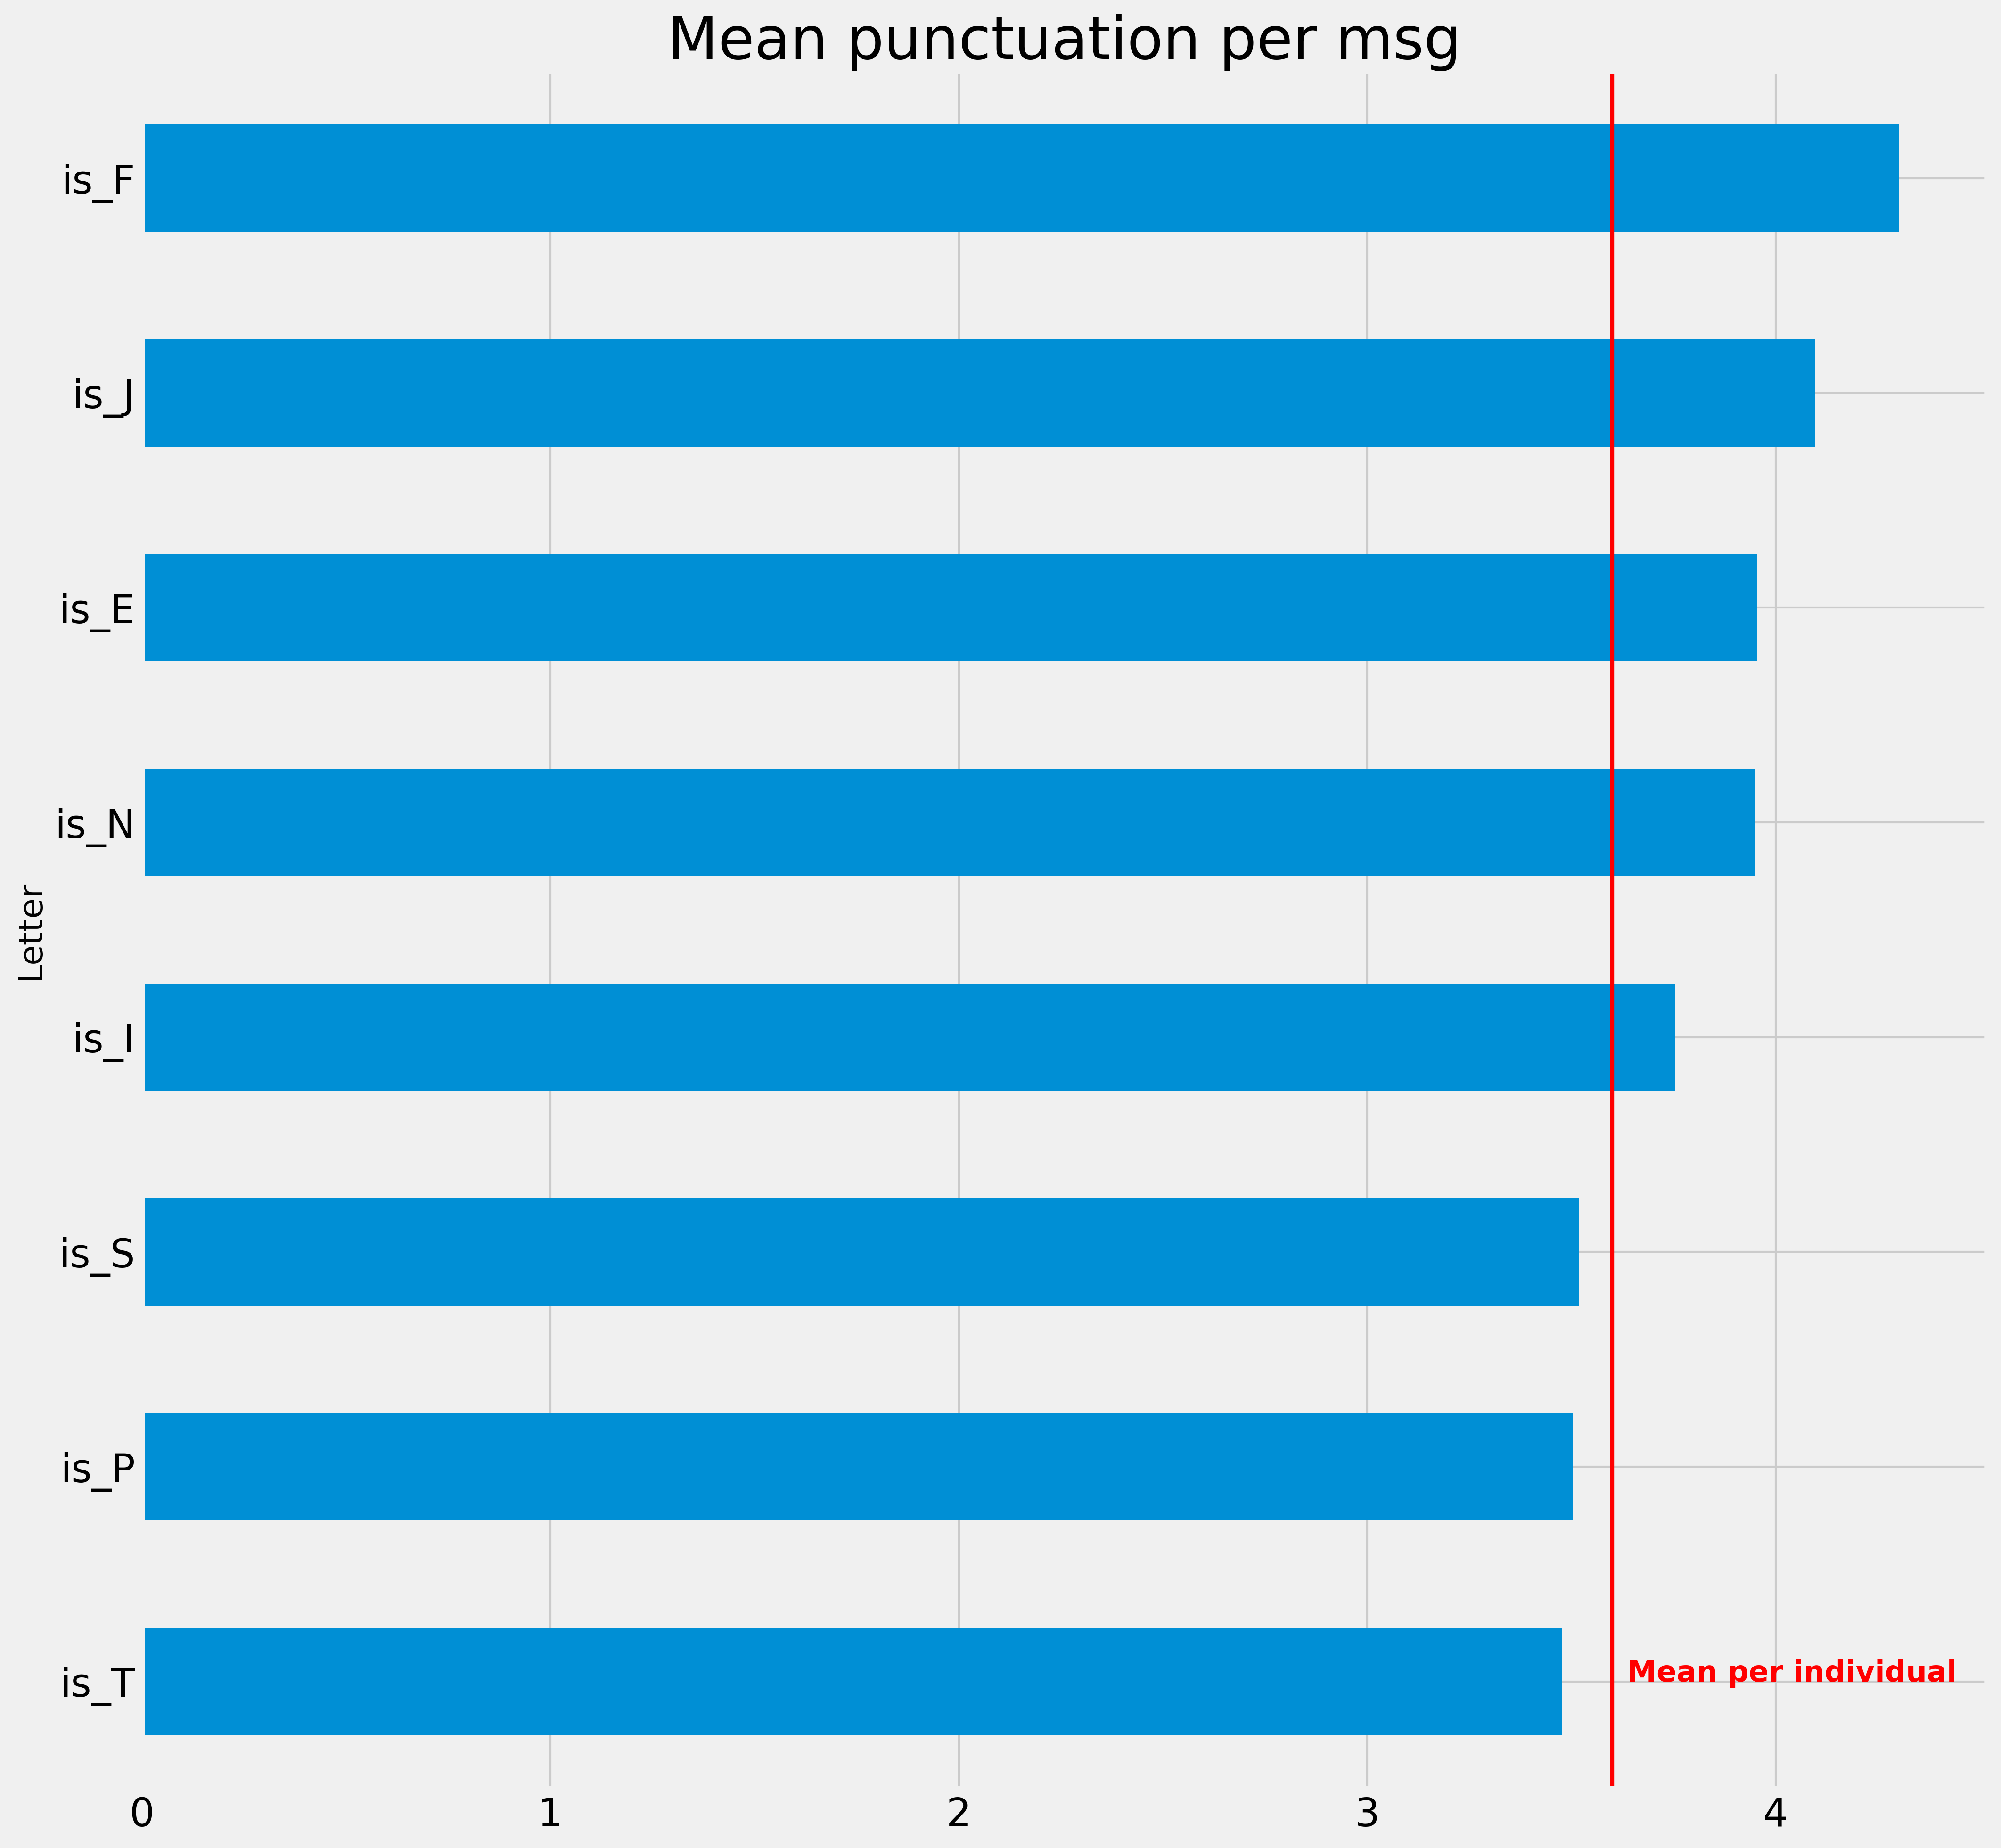 Mean punctuation per msg
is_F
is_J
is_E
is_N
Letter
is_I
is_S
is_P
is_T
Mean per individual
0 1 2 3 4